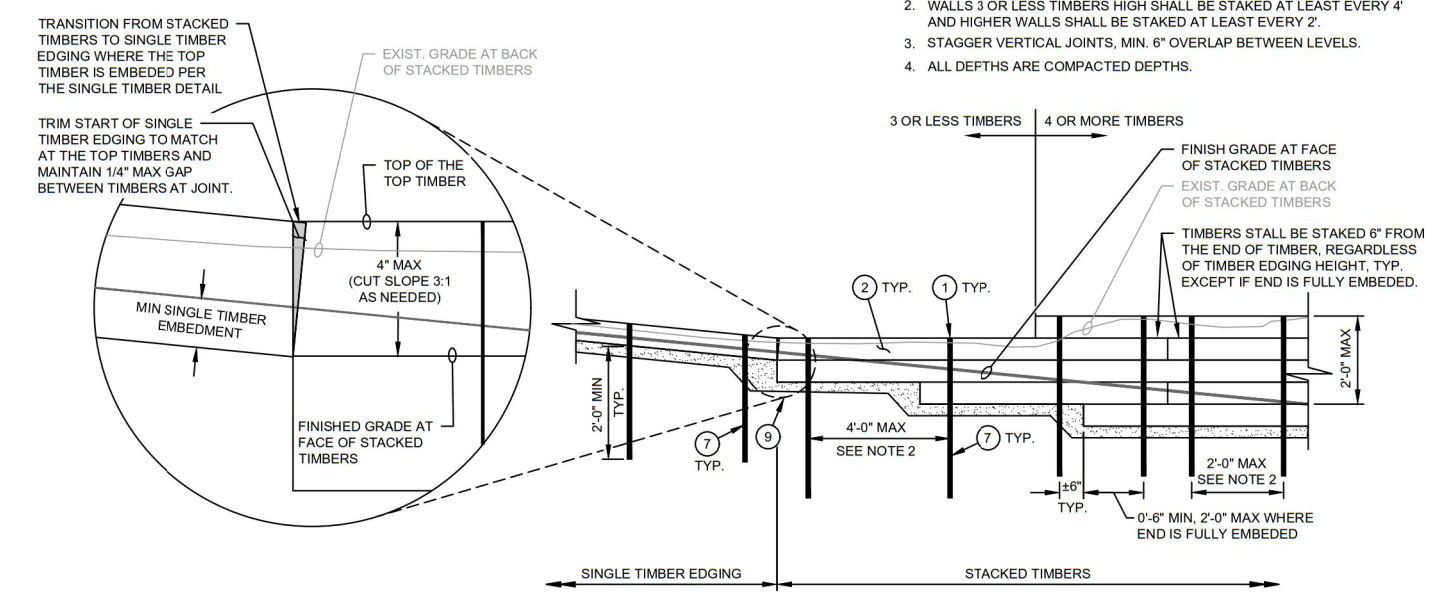 2. WALLS 3 OR LESS TIMBERS HIGH SHALL BE STAKED AT LEAST EVERY 4'
AND HIGHER WALLS SHALL BE STAKED AT LEAST EVERY 2'.
3. STAGGER VERTICAL JOINTS, MIN. 6" OVERLAP BETWEEN LEVELS.
4. ALL DEPTHS ARE COMPACTED DEPTHS.
TRANSITION FROM STACKED
TIMBERS TO SINGLE TIMBER
EDGING WHERE THE TOP
TIMBER IS EMBEDED PER
THE SINGLE TIMBER DETAIL
EXIST. GRADE AT BACK
OF STACKED TIMBERS
TRIM START OF SINGLE
TIMBER EDGING TO MATCH
AT THE TOP TIMBERS AND
MAINTAIN 1/4" MAX GAP
BETWEEN TIMBERS AT JOINT.
TOP OF THE
TOP TIMBER
4" MAX
(CUT SLOPE 3:1
AS NEEDED)
MIN SINGLE TIMBER
EMBEDMENT
FINISHED GRADE AT
FACE OF STACKED
TIMBERS
3 OR LESS TIMBERS
4 OR MORE TIMBERS
FINISH GRADE AT FACE
OF STACKED TIMBERS
EXIST. GRADE AT BACK
OF STACKED TIMBERS
TIMBERS STALL BE STAKED 6" FROM
THE END OF TIMBER, REGARDLESS
OF TIMBER EDGING HEIGHT, TYP.
EXCEPT IF END IS FULLY EMBEDED.
2 TYP.
1 TYP.
2'-0" MAX
2'-0" MIN
TYP.
7
TYP.
9
4'-0" MAX
SEE NOTE 2
7 TYP.
±6"
TYP.
2'-0" MAX
SEE NOTE 2
0'-6" MIN, 2'-0" MAX WHERE
END IS FULLY EMBEDED
SINGLE TIMBER EDGING
STACKED TIMBERS